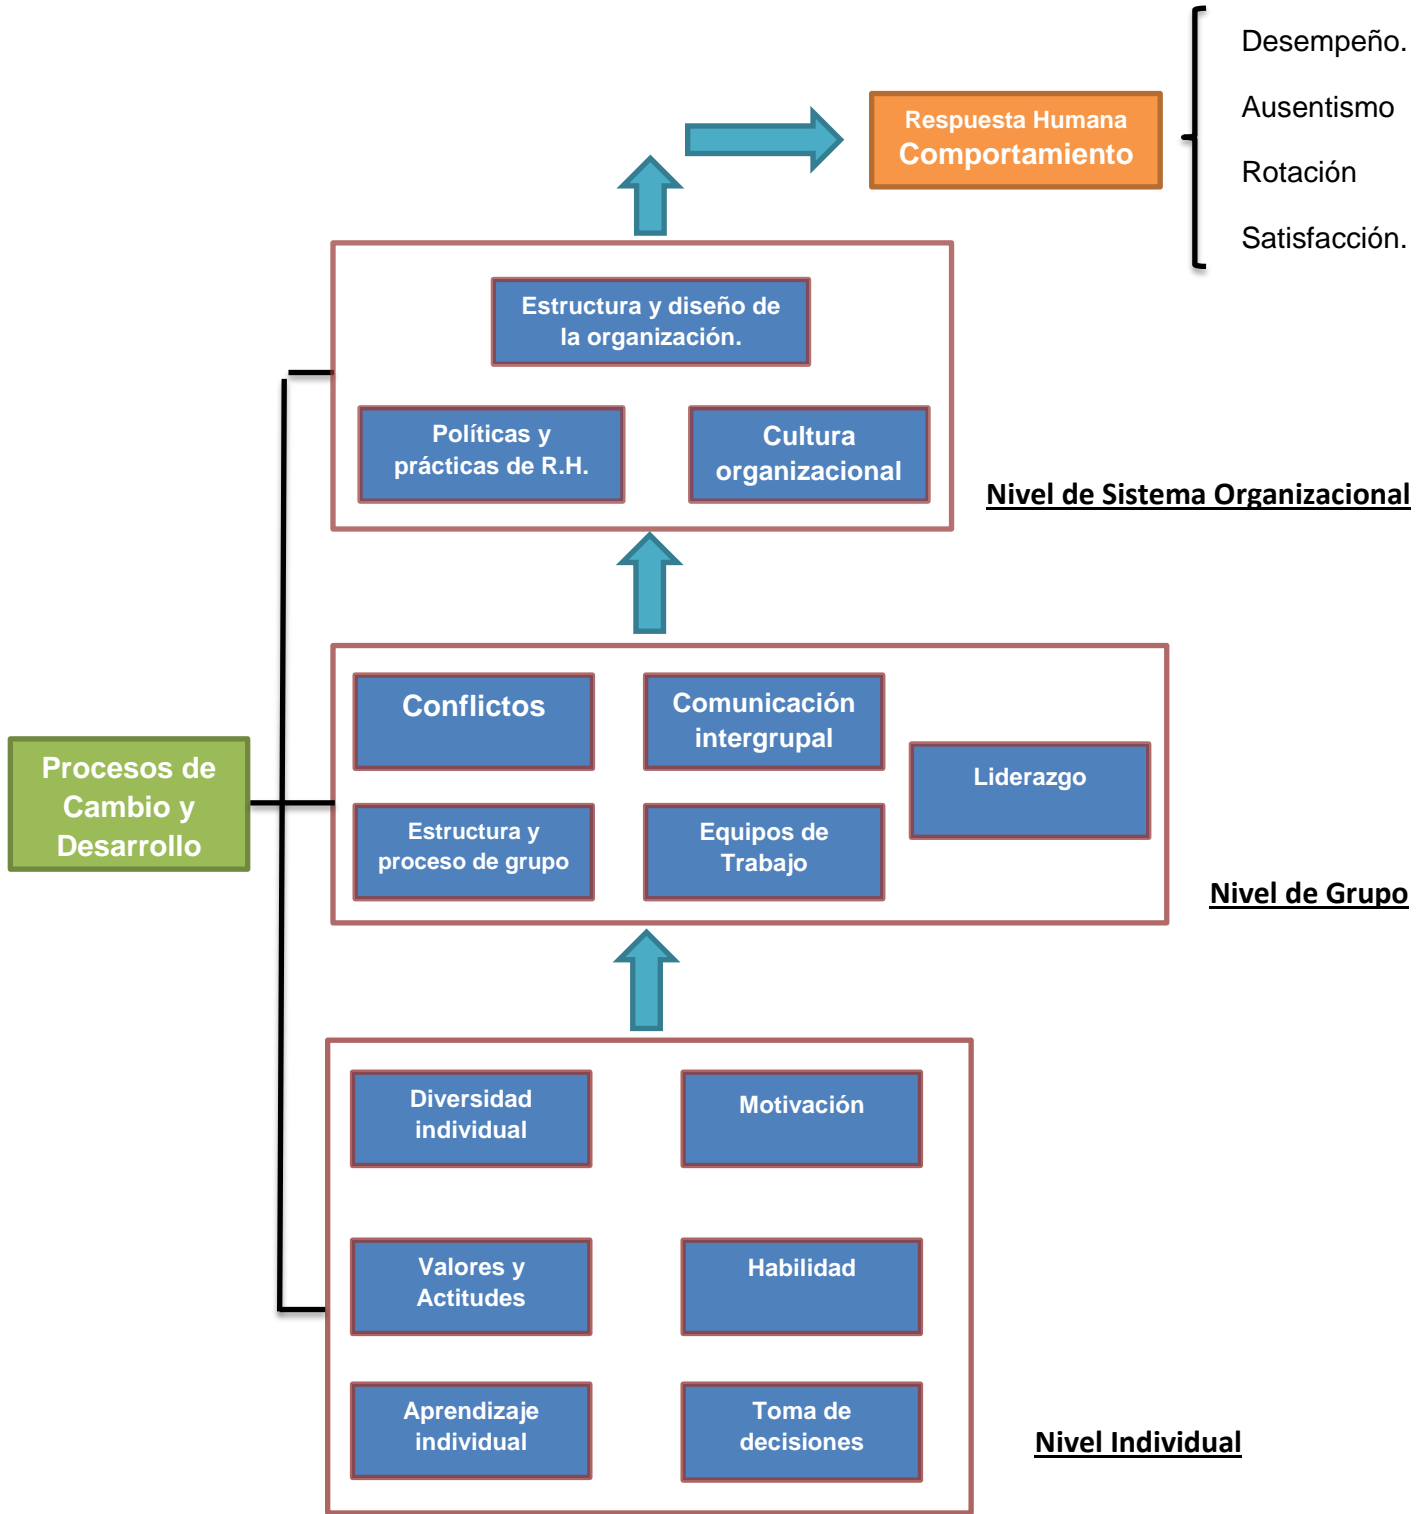 Desempeño.
Ausentismo
Rotación
Satisfacción.
Respuesta Humana
Comportamiento
Estructura y diseño de
la organización.
Políticas y
prácticas de R.H.
Cultura
organizacional
Nivel de Sistema Organizacional
Conflictos
Comunicación
intergrupal
Liderazgo
Estructura y
proceso de grupo
Equipos de
Trabajo
Nivel de Grupo
Procesos de
Cambio y
Desarrollo
Diversidad
individual
Motivación
Valores y
Actitudes
Habilidad
Aprendizaje
individual
Toma de
decisiones
Nivel Individual